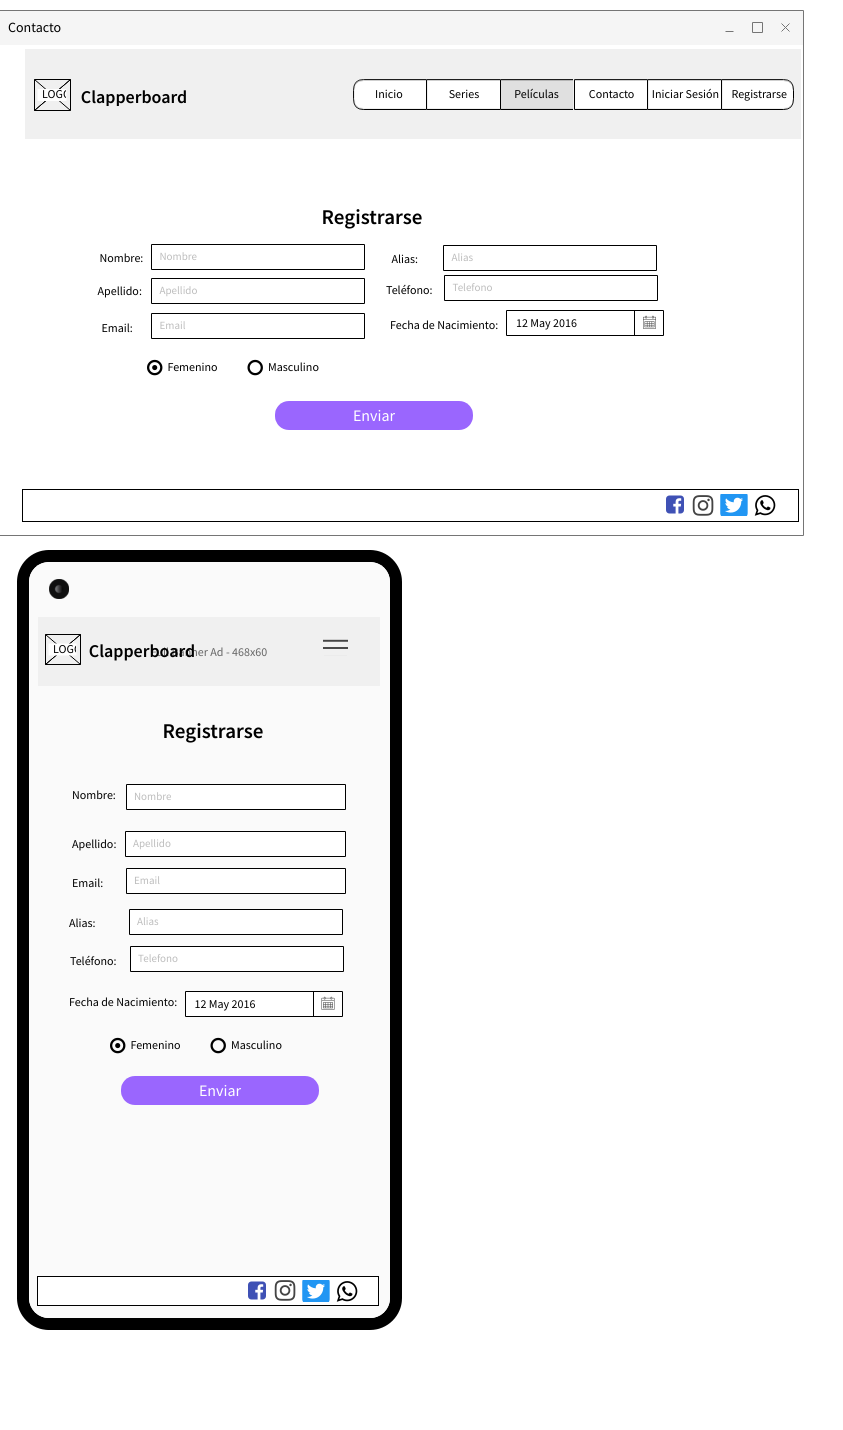 Contacto
LOGO Clapperboard Inicio Series Películas Contacto Iniciar Sesión Registrarse
Registrarse
Nombre: Nombre Alias: Alias
Apellido: Apellido Teléfono: Telefono
Email: Email Fecha de Nacimiento: 12 May 2016
Femenino Masculino
Enviar
LOGO Clapperboard Ad - 468x60
Registrarse
Nombre: Nombre
Apellido: Apellido
Email: Email
Alias: Alias
Teléfono: Telefono
Fecha de Nacimiento: 12 May 2016
Femenino Masculino
Enviar